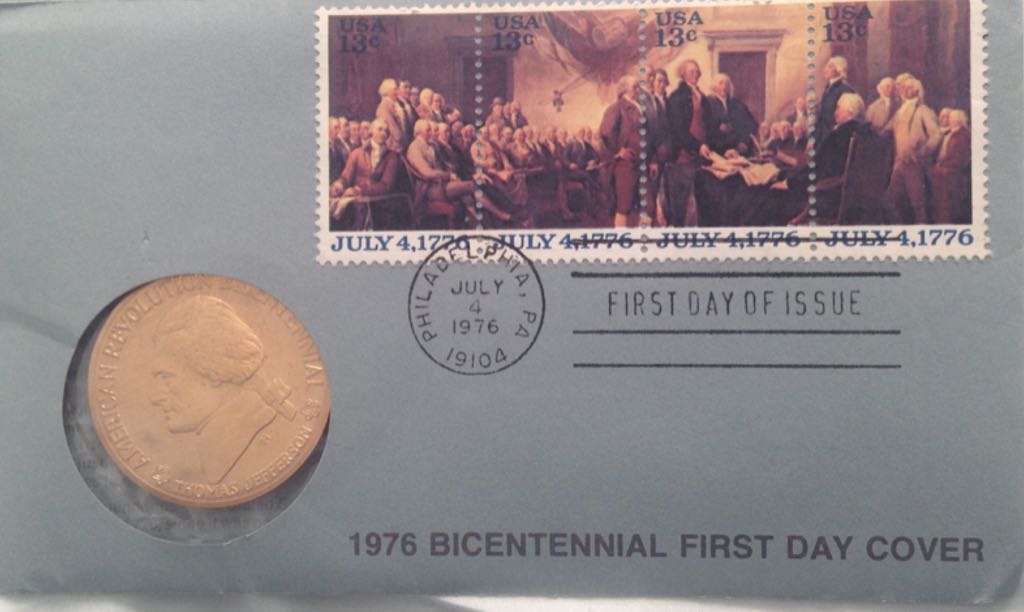 USA 13c
USA 13c
USA 13c
USA 13c
JULY 4,1776
JULY 4,1776
JULY 4,1776
JULY 4,1776
PHILADELPHIA, PA
JULY
4
1976
19104
FIRST DAY OF ISSUE
AMERICAN REVOLUTION BICENTENNIAL
THOMAS JEFFERSON
1976 BICENTENNIAL FIRST DAY COVER